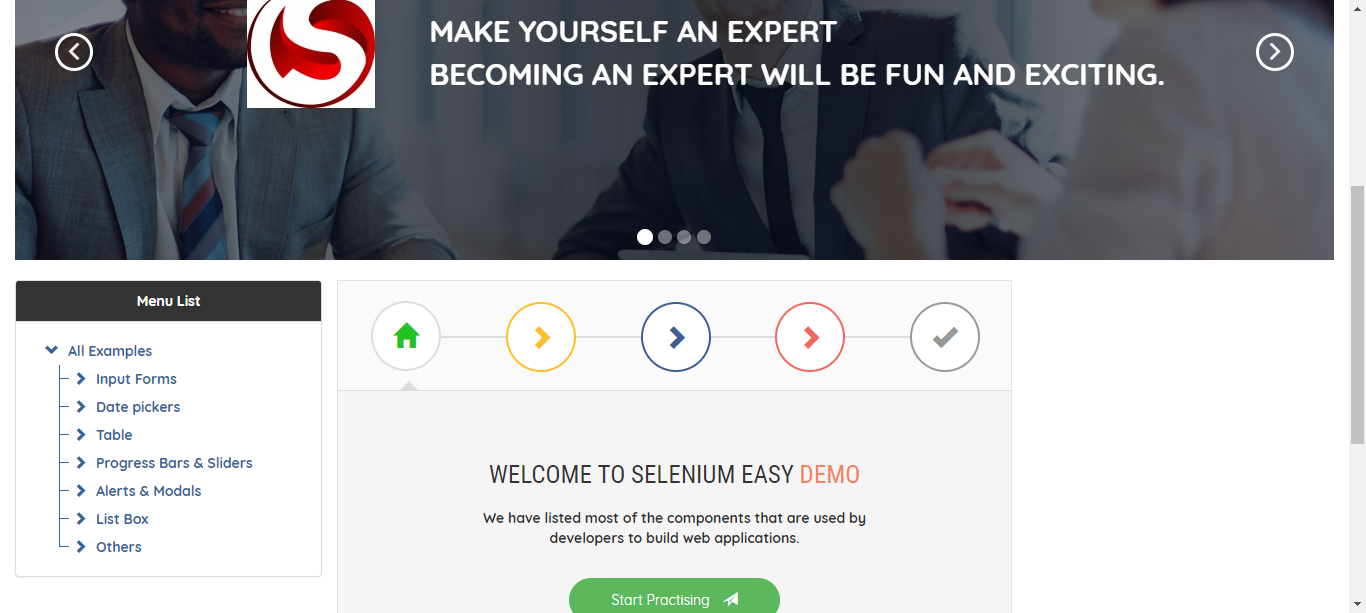 MAKE YOURSELF AN EXPERT
BECOMING AN EXPERT WILL BE FUN AND EXCITING.
Menu List
All Examples
Input Forms
Date pickers
Table
Progress Bars & Sliders
Alerts & Modals
List Box
Others
WELCOME TO SELENIUM EASY DEMO
We have listed most of the components that are used by
developers to build web applications.
Start Practising